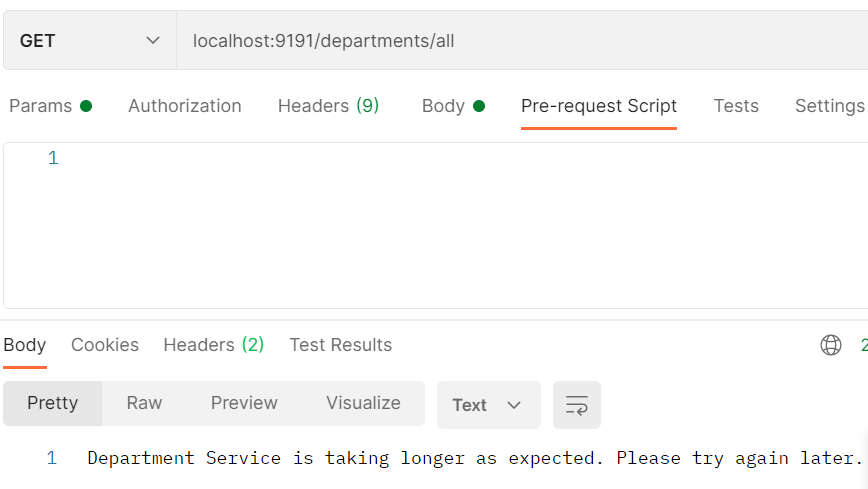 GET localhost:9191/departments/all
Params Authorization Headers (9) Body Pre-request Script Tests Settings
1
Body Cookies Headers (2) Test Results 2
Pretty Raw Preview Visualize Text
1 Department Service is taking longer as expected. Please try again later.